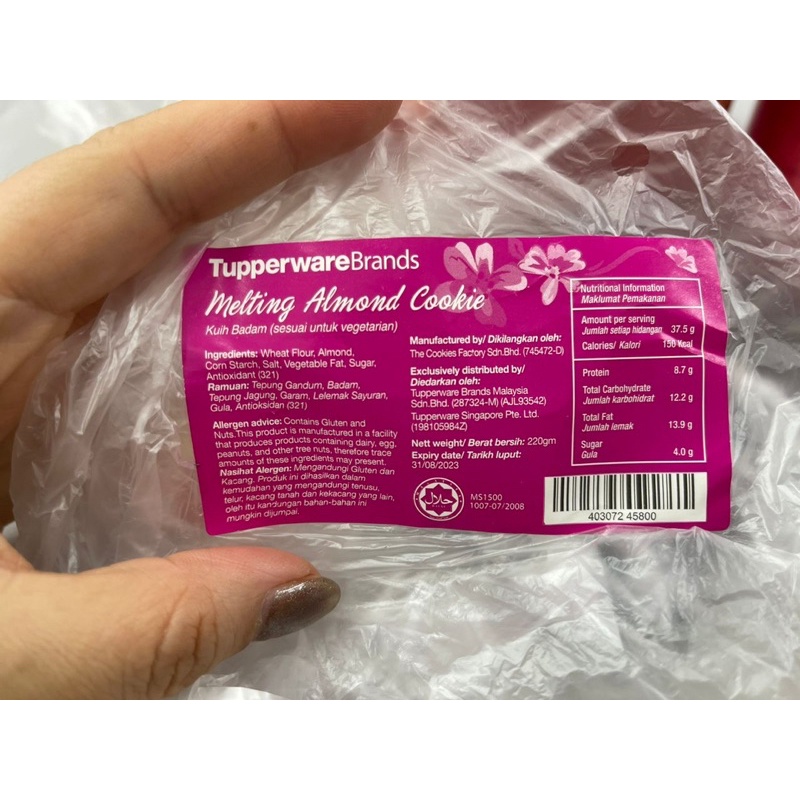 TupperwareBrands
Melting Almond Cookie
Kuih Badam (sesuai untuk vegetarian)
Ingredients: Wheat Flour, Almond,
Corn Starch, Salt, Vegetable Fat, Sugar,
Antioxidant (321)
Ramuan: Tepung Gandum, Badam,
Tepung Jagung, Garam, Lelemak Sayuran,
Gula, Antioksidan (321)
Allergen advice: Contains Gluten and
Nuts.This product is manufactured in a facility
that produces products containing dairy, egg,
peanuts, and other tree nuts, therefore trace
amounts of these ingredients may present.
Nasihat Alergen: Mengandungi Gluten dan
Kacang. Produk ini dihasilkan dalam
kemudahan yang mengandungi tenusu,
telur, kacang tanah dan kekacang yang lain,
oleh itu kandungan bahan-bahan ini
mungkin dijumpai.
Manufactured by/ Dikilangkan oleh:
The Cookies Factory Sdn.Bhd. (745472-D)
Exclusively distributed by/
Diedarkan oleh:
Tupperware Brands Malaysia
Sdn.Bhd. (287324-M) (AJL93542)
Tupperware Singapore Pte. Ltd.
(198105984Z)
Nett weight/ Berat bersih: 220gm
Expiry date/ Tarikh luput:
31/08/2023
حلال
MS1500
1007-07/2008
Nutritional Information
Maklumat Pemakanan
Amount per serving
Jumlah setiap hidangan 37.5 g
Calories/ Kalori 156 Kcal
Protein 8.7 g
Total Carbohydrate
Jumlah karbohidrat 12.2 g
Total Fat
Jumlah lemak 13.9 g
Sugar
Gula 4.0 g
403072 45800